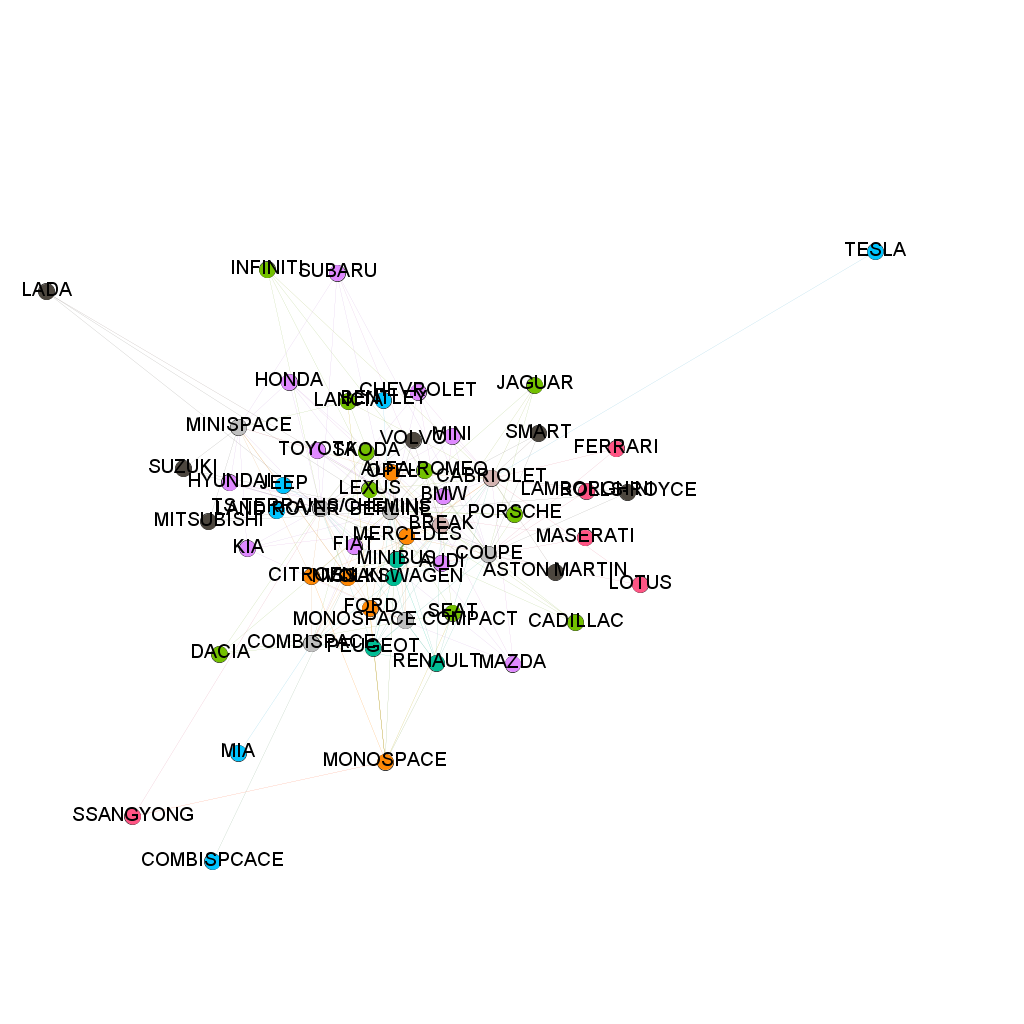 TESLA
INFINITI
SUBARU
LADA
HONDA
CHEVROLET
JAGUAR
LANCIA
BENTLEY
MINISPACE
VOLVO
MINI
SMART
FERRARI
TOYOTA
SKODA
SUZUKI
HYUNDAI
JEEP
OPEL
ALFA-ROMEO
CABRIOLET
LEXUS
BMW
LAMBORGHINI
ROLLS-ROYCE
TS TERRAINS/CHEMINS
LAND ROVER
BERLINE
PORSCHE
MITSUBISHI
BREAK
MERCEDES
MASERATI
KIA
FIAT
MINIBUS
AUDI
COUPE
ASTON MARTIN
CITROEN
NISSAN
VOLKSWAGEN
LOTUS
FORD
MONOSPACE COMPACT
SEAT
CADILLAC
DACIA
COMBISPACE
PEUGEOT
RENAULT
MAZDA
MIA
MONOSPACE
SSANGYONG
COMBISPCACE